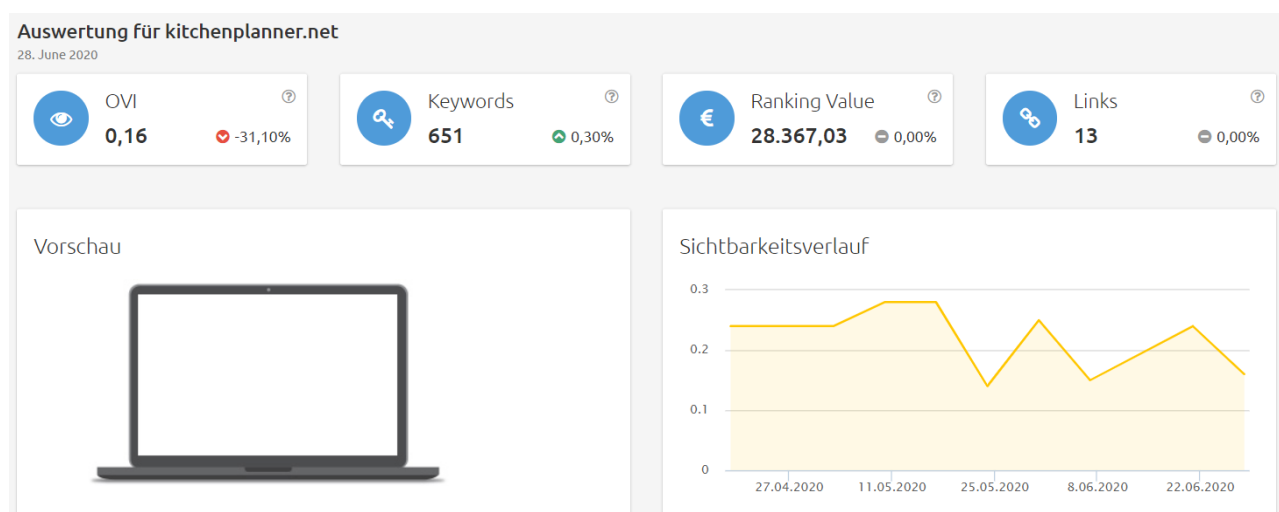 Auswertung für kitchenplanner.net
28. June 2020
OVI
0,16
-31,10%
Keywords
651
0,30%
Ranking Value
28.367,03
0,00%
Links
13
0,00%
Vorschau
Sichtbarkeitsverlauf
0.3
0.2
0.1
0
27.04.2020 11.05.2020 25.05.2020 8.06.2020 22.06.2020